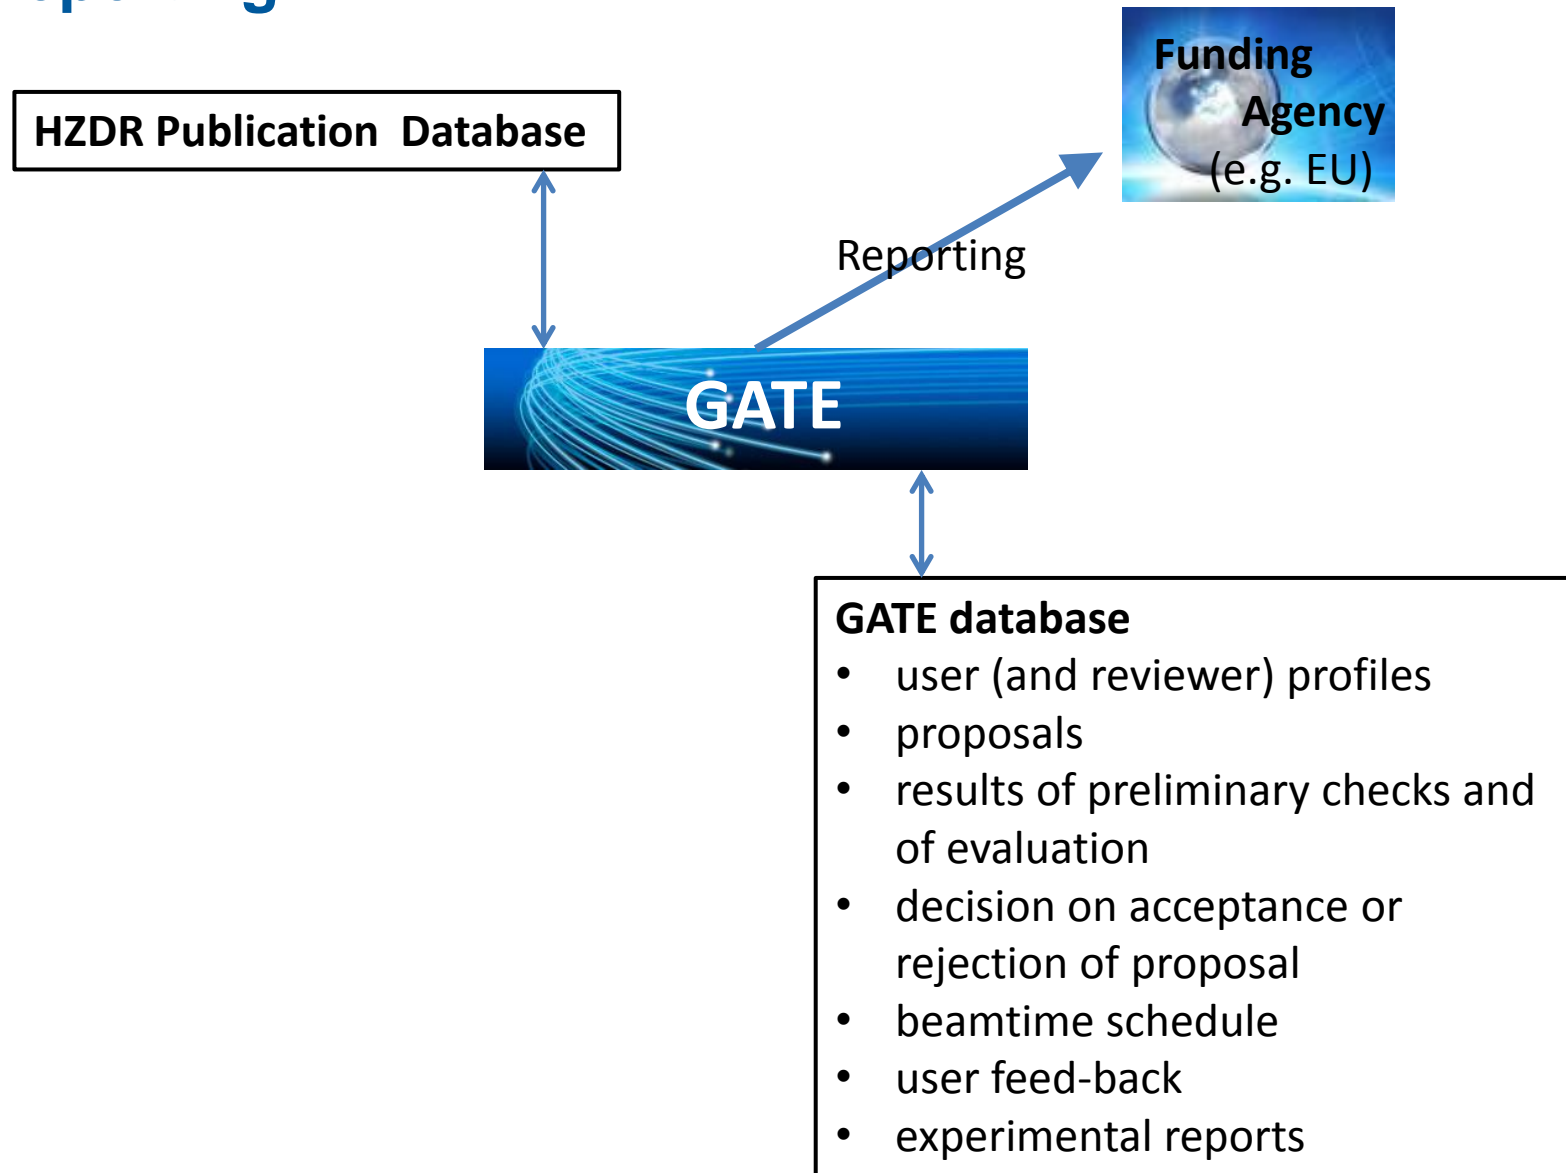 Funding
Agency
(e.g. EU)
HZDR Publication Database
Reporting
GATE
GATE database
• user (and reviewer) profiles
• proposals
• results of preliminary checks and
of evaluation
• decision on acceptance or
rejection of proposal
• beamtime schedule
• user feed-back
• experimental reports